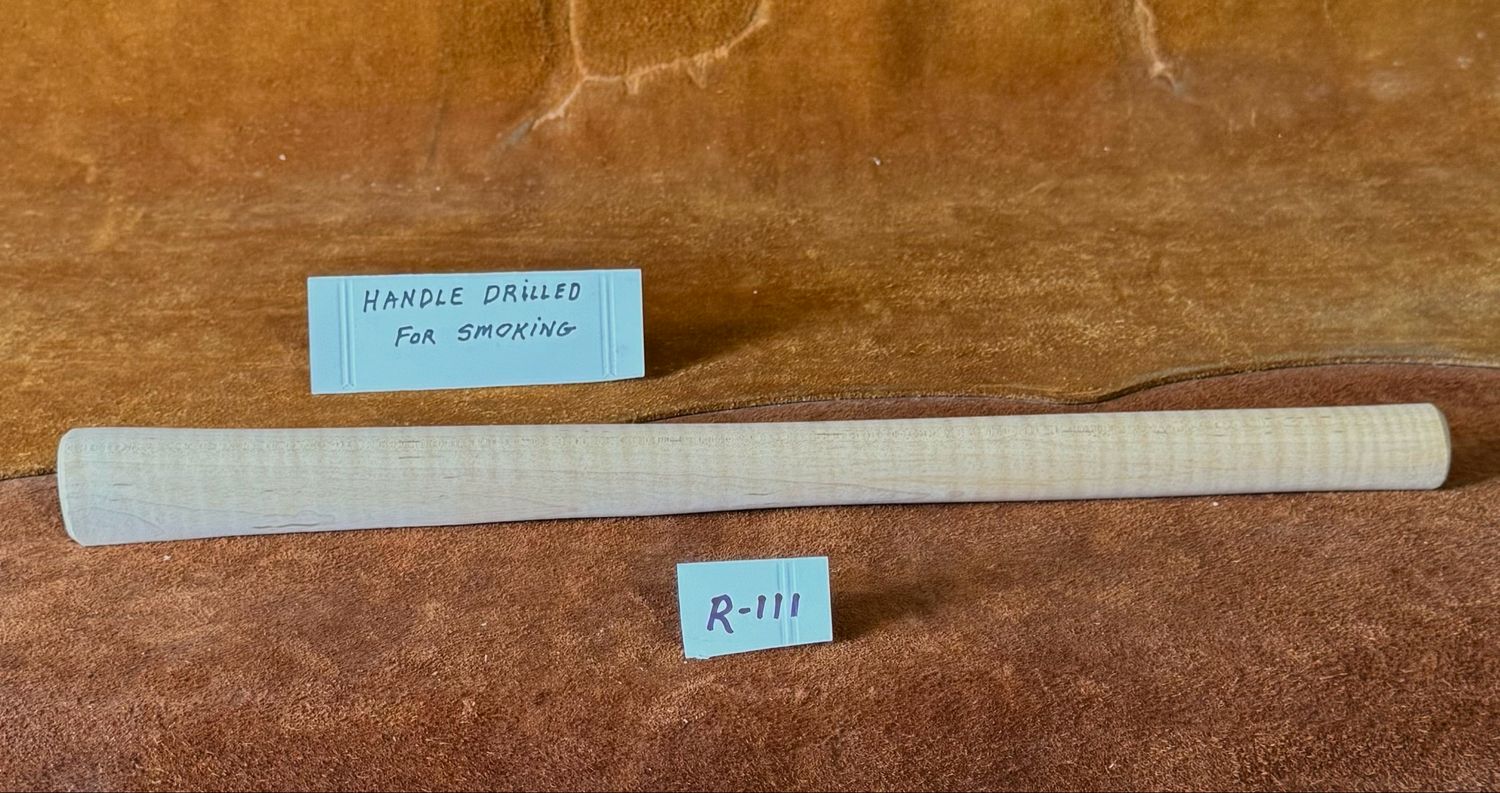 HANDLE DRiLLED
FOR SMOKiNG
R-111